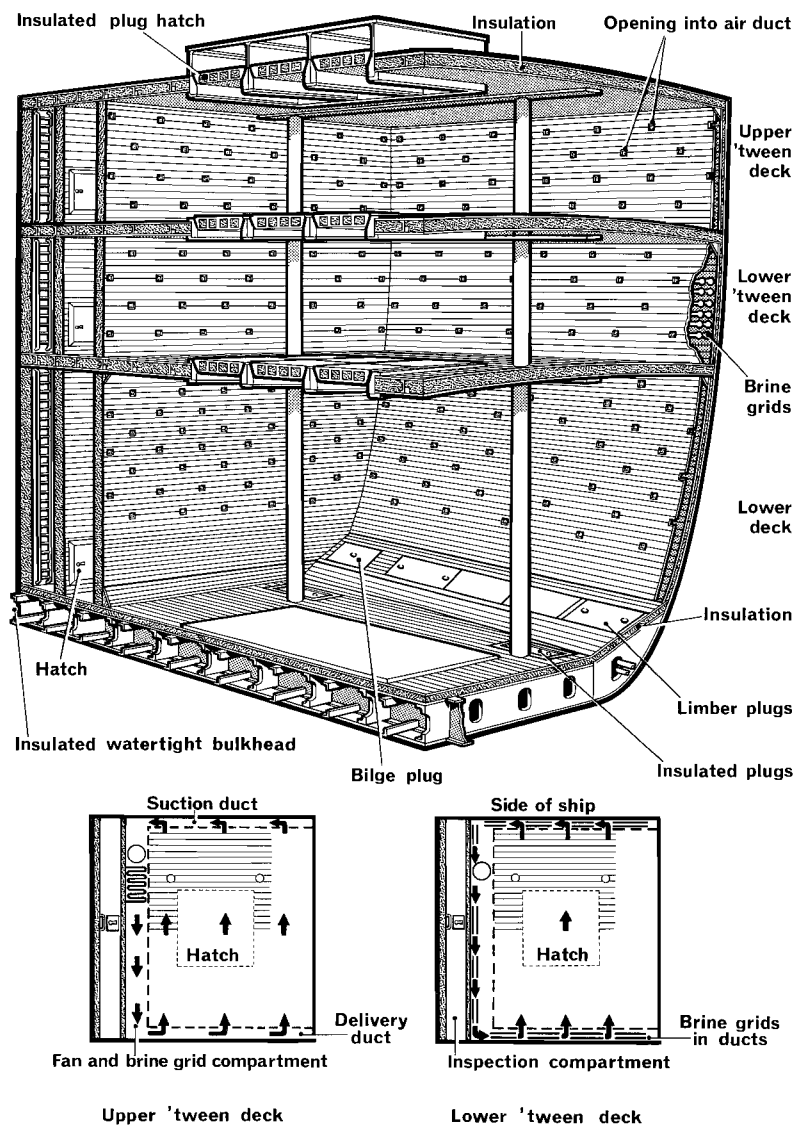 Insulated plug hatch
Insulation
Opening into air duct
Upper
'tween
deck
Lower
'tween
deck
Brine
grids
Lower
deck
Insulation
Hatch
Limber plugs
Insulated watertight bulkhead
Bilge plug
Insulated plugs
Suction duct
Side of ship
Hatch
Hatch
Delivery
duct
Brine grids
in ducts
Fan and brine grid compartment
Inspection compartment
Upper 'tween deck
Lower 'tween deck